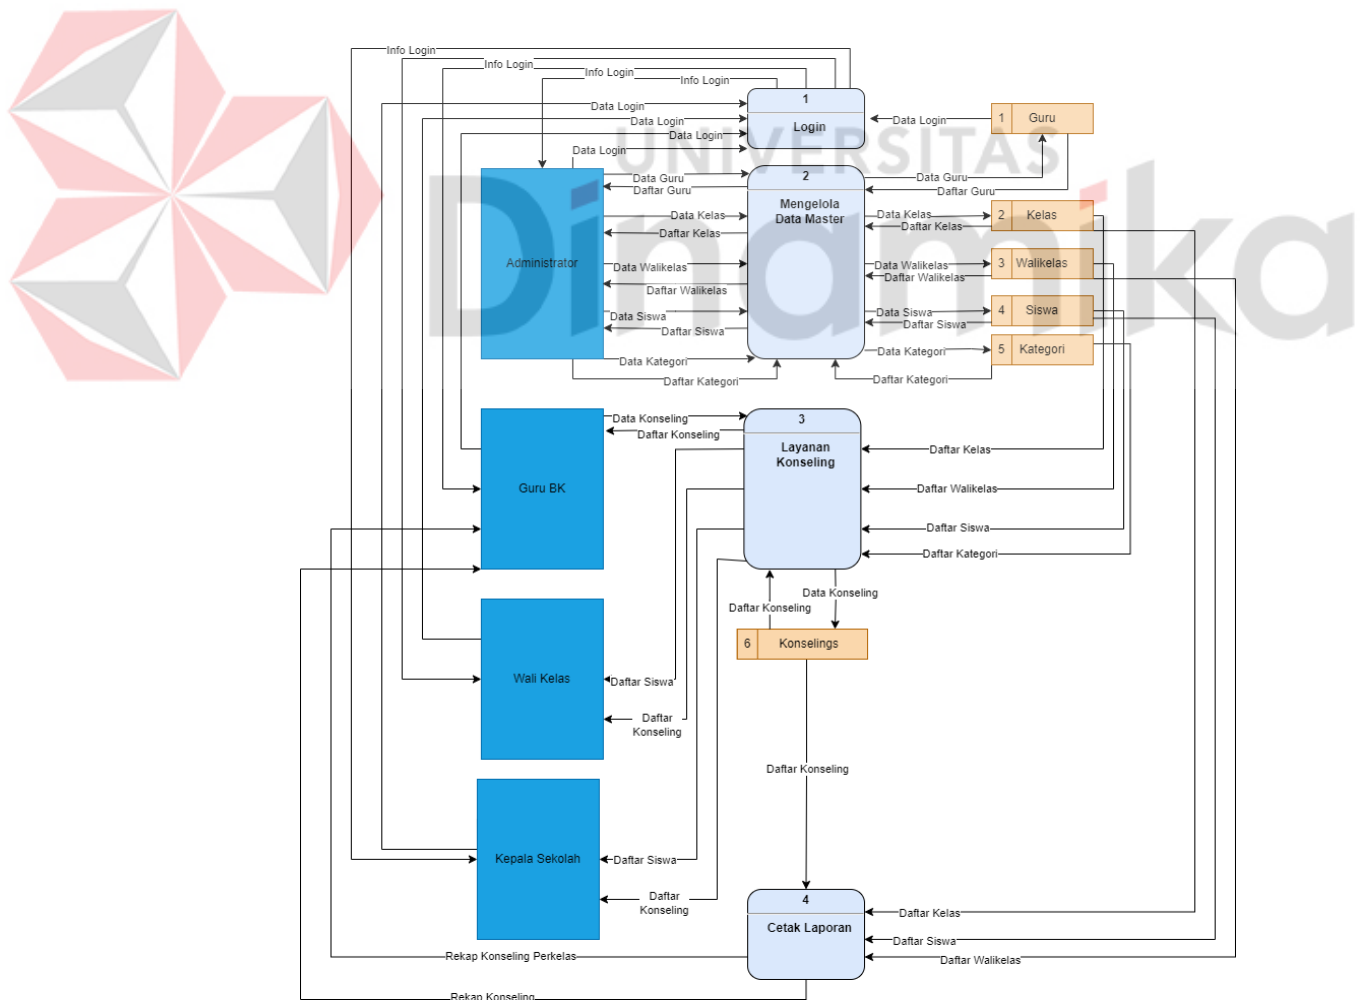 Info Login
Info Login
Info Login
Info Login
Data Login
Data Login
Data Login
Data Login
1
Login
Data Login
1 Guru
UNIVERSITAS
Dinamika
Data Guru
Daftar Guru
2
Mengelola
Data Master
Data Guru
Daftar Guru
Data Kelas
Daftar Kelas
Data Kelas
Daftar Kelas
2 Kelas
Administrator
Data Walikelas
Daftar Walikelas
Data Walikelas
Daftar Walikelas
3 Walikelas
Data Siswa
Daftar Siswa
Data Siswa
Daftar Siswa
4 Siswa
Data Kategori
Daftar Kategori
Data Kategori
Daftar Kategori
5 Kategori
Data Konseling
Daftar Konseling
3
Layanan
Konseling
Guru BK
Daftar Kelas
Daftar Walikelas
Daftar Siswa
Daftar Kategori
Daftar Konseling
Data Konseling
6 Konselings
Wali Kelas
Daftar Siswa
Daftar
Konseling
Daftar Konseling
Kepala Sekolah
Daftar Siswa
Daftar
Konseling
4
Cetak Laporan
Daftar Kelas
Daftar Siswa
Daftar Walikelas
Rekap Konseling Perkelas
Rekap Konseling